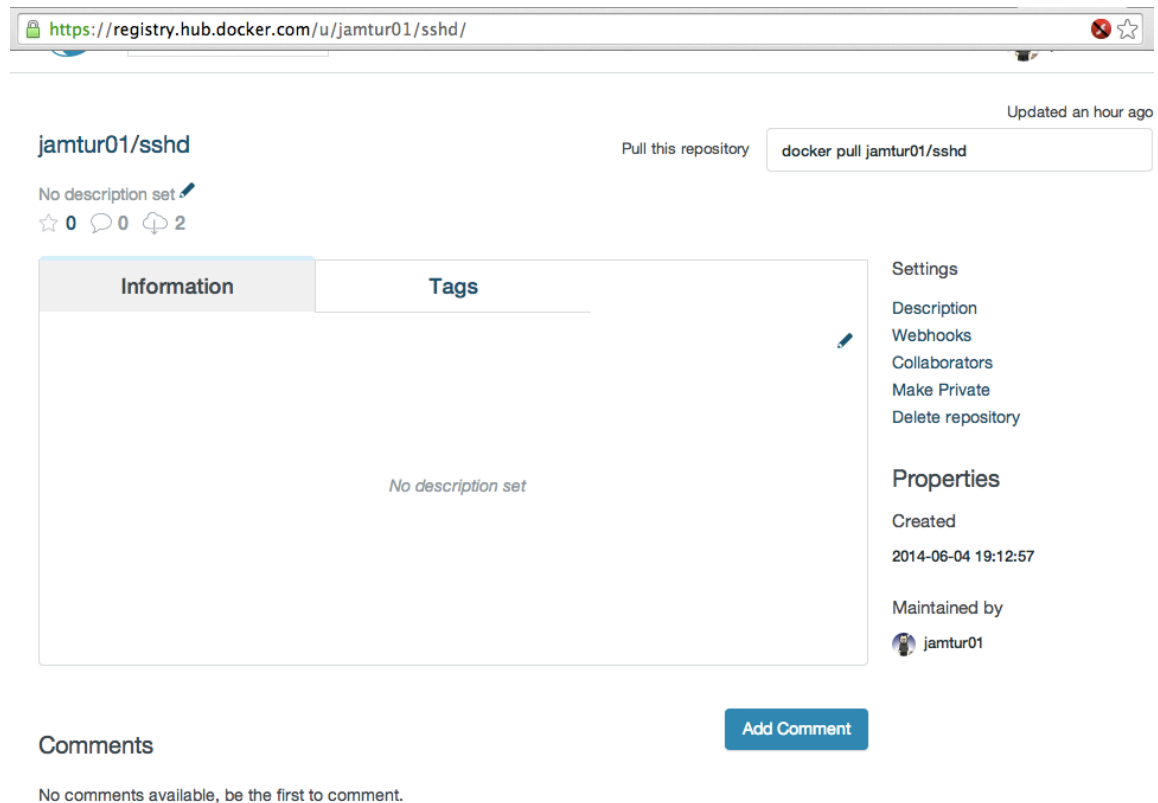 https://registry.hub.docker.com/u/jamtur01/sshd/
Updated an hour ago
jamtur01/sshd
Pull this repository
docker pull jamtur01/sshd
No description set
0 0 2
Information
Tags
No description set
Settings
Description
Webhooks
Collaborators
Make Private
Delete repository
Properties
Created
2014-06-04 19:12:57
Maintained by
jamtur01
Add Comment
Comments
No comments available, be the first to comment.